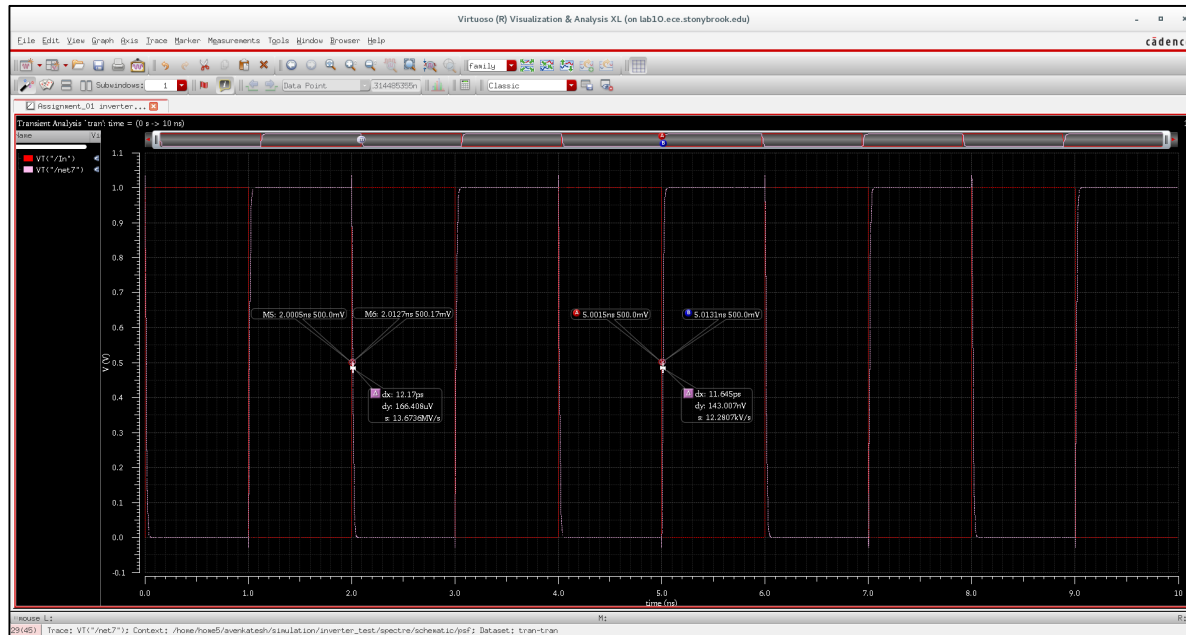 Virtuoso (R) Visualization & Analysis XL (on lab10.ece.stonybrook.edu)
File Edit View Graph Axis Trace Marker Measurements Tools Window Browser Help
cādenc
Family
Subwindows: 1
Data Point
.314485355n
Classic
Assignment_01 inverter...
Transient Analysis `tran': time = (0 s -> 10 ns)
Name
Vi
VT("/In")
VT("/net7")
1.1
1.0
0.9
0.8
0.7
0.6
0.5
0.4
0.3
0.2
0.1
0.0
-0.1
V (V)
M5: 2.0005ns 500.0mV
M6: 2.0127ns 500.17mV
A 5.0015ns 500.0mV
B 5.0131ns 500.0mV
dx: 12.17ps
dy: 166.408uV
s: 13.6736MV/s
dx: 11.645ps
dy: 143.007nV
s: 12.2807kV/s
0.0 1.0 2.0 3.0 4.0 5.0 6.0 7.0 8.0 9.0 10
time (ns)
mouse L: M: R:
29(45) Trace: VT("/net7"); Context: /home/home5/avenkatesh/simulation/inverter_test/spectre/schematic/psf; Dataset: tran-tran